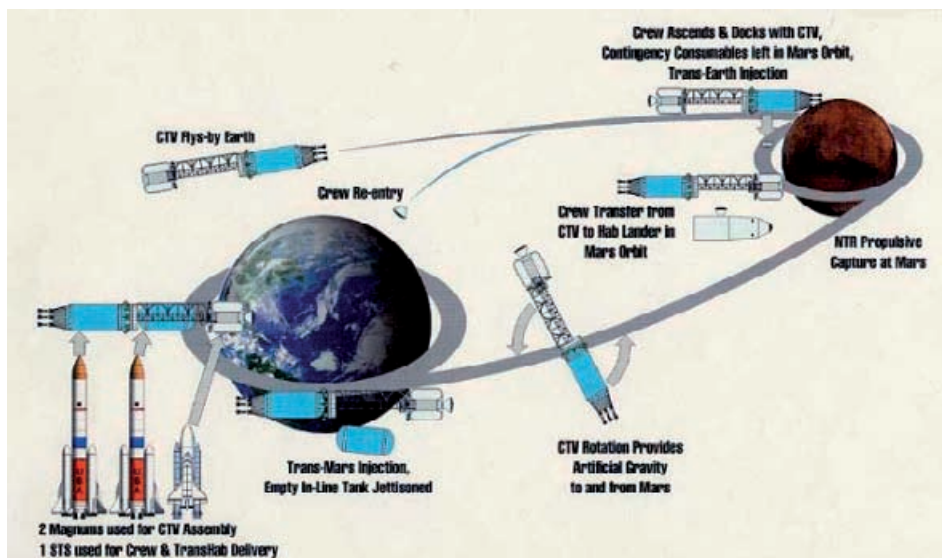 Crew Ascends & Docks with CTV,
Contingency Consumables left in Mars Orbit,
Trans-Earth Injection
CTV Flys-by Earth
Crew Re-entry
Crew Transfer from
CTV to Hab Lander in
Mars Orbit
NTR Propulsive
Capture at Mars
CTV Rotation Provides
Artificial Gravity
to and from Mars
Trans-Mars Injection,
Empty In-Line Tank Jettisoned
USA
USA
2 Magnums used for CTV Assembly
1 STS used for Crew & TransHab Delivery